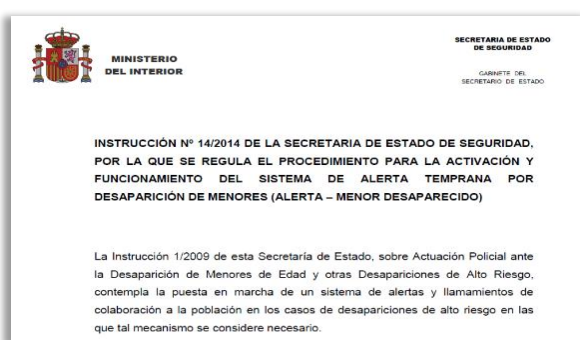 MINISTERIO
DEL INTERIOR
SECRETARIA DE ESTADO
DE SEGURIDAD
GABINETE DEL
SECRETARIO DE ESTADO
INSTRUCCIÓN Nº 14/2014 DE LA SECRETARIA DE ESTADO DE SEGURIDAD,
POR LA QUE SE REGULA EL PROCEDIMIENTO PARA LA ACTIVACIÓN Y
FUNCIONAMIENTO DEL SISTEMA DE ALERTA TEMPRANA POR
DESAPARICIÓN DE MENORES (ALERTA – MENOR DESAPARECIDO)
La Instrucción 1/2009 de esta Secretaría de Estado, sobre Actuación Policial ante
la Desaparición de Menores de Edad y otras Desapariciones de Alto Riesgo,
contempla la puesta en marcha de un sistema de alertas y llamamientos de
colaboración a la población en los casos de desapariciones de alto riesgo en las
que tal mecanismo se considere necesario.